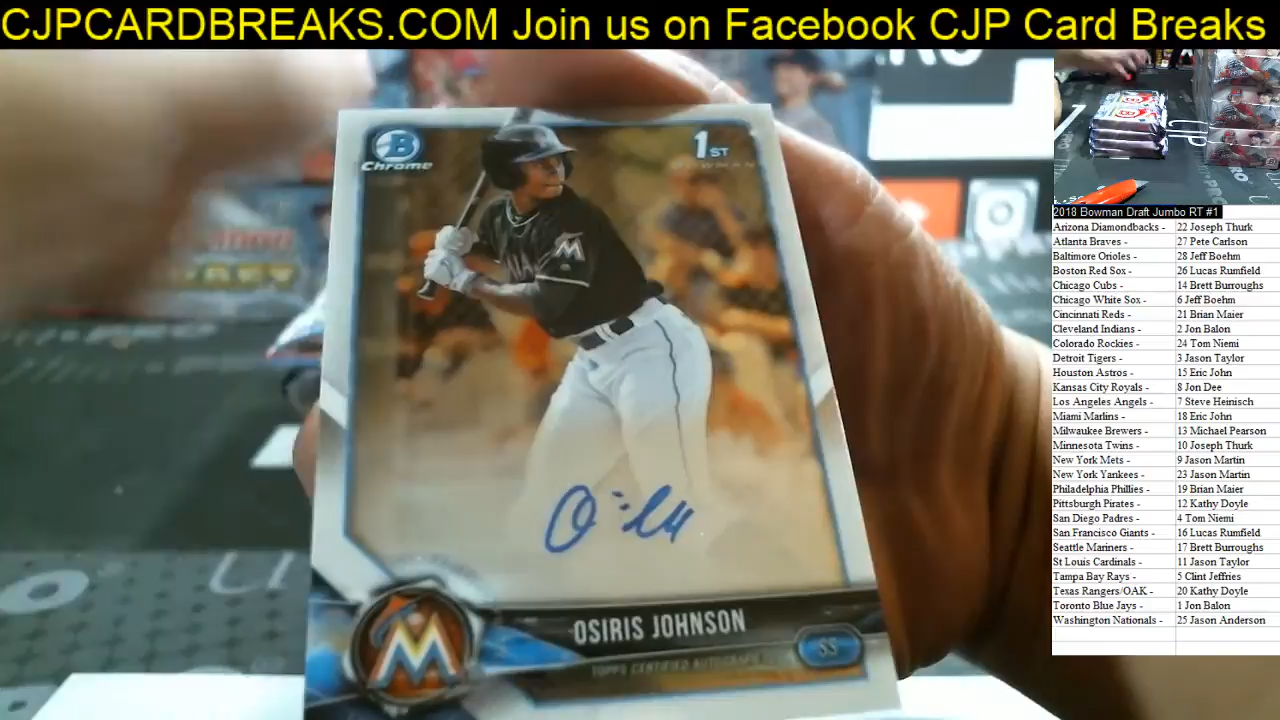 CJPCARDBREAKS.COM Join us on Facebook CJP Card Breaks
B
Chrome
1ST
BOWMAN
M
OSIRIS JOHNSON
TOPPS CERTIFIED AUTOGRAPH
SS
CJP
2018 Bowman Draft Jumbo RT #1
Arizona Diamondbacks - 22 Joseph Thurk
Atlanta Braves - 27 Pete Carlson
Baltimore Orioles - 28 Jeff Boehm
Boston Red Sox - 26 Lucas Rumfield
Chicago Cubs - 14 Brett Burroughs
Chicago White Sox - 6 Jeff Boehm
Cincinnati Reds - 21 Brian Maier
Cleveland Indians - 2 Jon Balon
Colorado Rockies - 24 Tom Niemi
Detroit Tigers - 3 Jason Taylor
Houston Astros - 15 Eric John
Kansas City Royals - 8 Jon Dee
Los Angeles Angels - 7 Steve Heinisch
Miami Marlins - 18 Eric John
Milwaukee Brewers - 13 Michael Pearson
Minnesota Twins - 10 Joseph Thurk
New York Mets - 9 Jason Martin
New York Yankees - 23 Jason Martin
Philadelphia Phillies - 19 Brian Maier
Pittsburgh Pirates - 12 Kathy Doyle
San Diego Padres - 4 Tom Niemi
San Francisco Giants - 16 Lucas Rumfield
Seattle Mariners - 17 Brett Burroughs
St Louis Cardinals - 11 Jason Taylor
Tampa Bay Rays - 5 Clint Jeffries
Texas Rangers/OAK - 20 Kathy Doyle
Toronto Blue Jays - 1 Jon Balon
Washington Nationals - 25 Jason Anderson